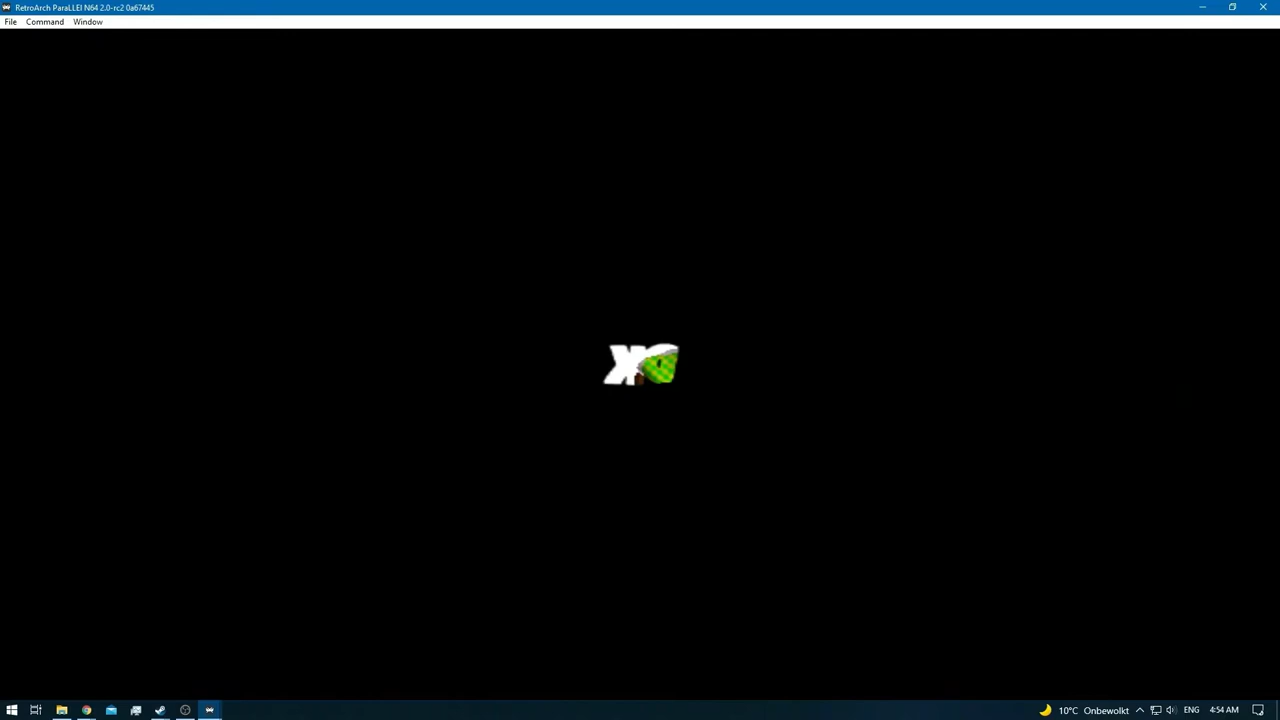 RetroArch ParaLLEl N64 2.0-rc2 0a67445
File Command Window
10°C Onbewolkt ENG 4:54 AM